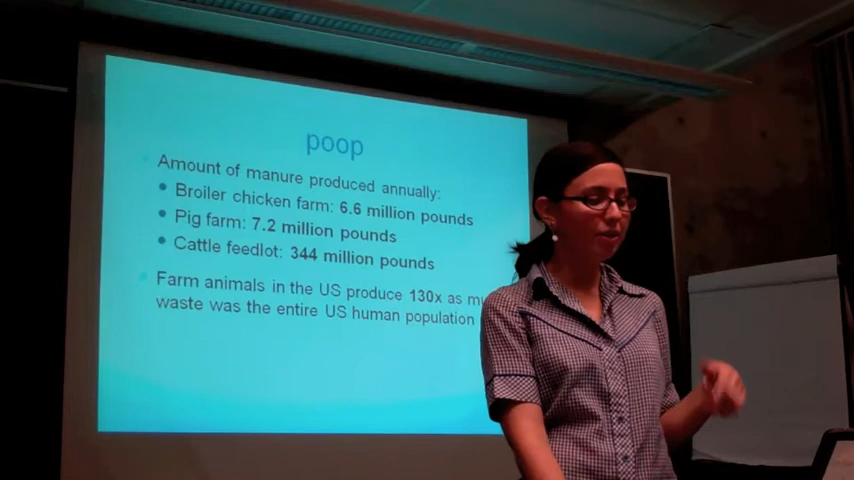 poop
Amount of manure produced annually:
Broiler chicken farm: 6.6 million pounds
Pig farm: 7.2 million pounds
Cattle feedlot: 344 million pounds
Farm animals in the US produce 130x as
waste was the entire US human population